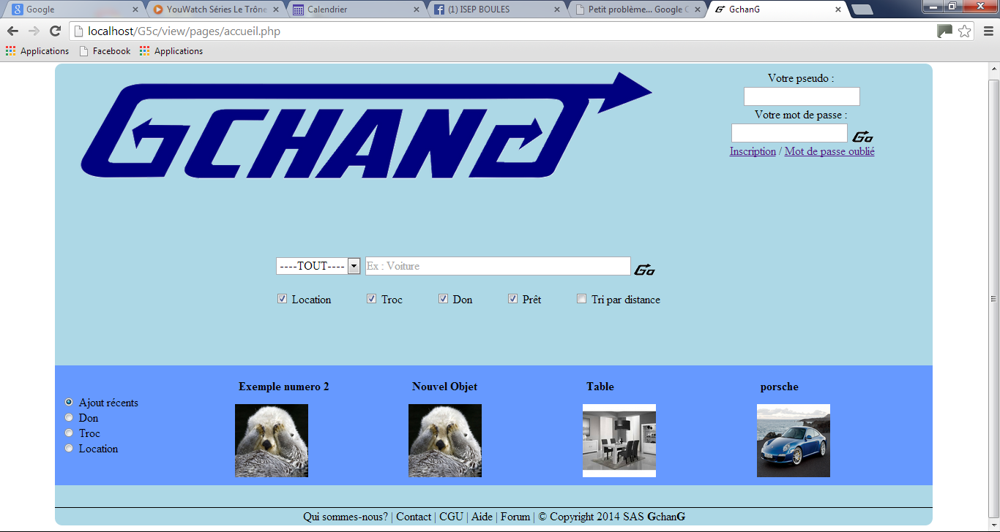 Google
YouWatch Séries Le Trône
Calendrier
(1) ISEP BOULES
Petit problème... Google C
GchanG
localhost/G5c/view/pages/accueil.php
Applications
Facebook
Applications
GCHANG
Votre pseudo :
Votre mot de passe :
Go
Inscription / Mot de passe oublié
----TOUT----
Ex : Voiture
Go
Location
Troc
Don
Prêt
Tri par distance
Ajout récents
Don
Troc
Location
Exemple numero 2
Nouvel Objet
Table
porsche
Qui sommes-nous? | Contact | CGU | Aide | Forum | © Copyright 2014 SAS GchanG